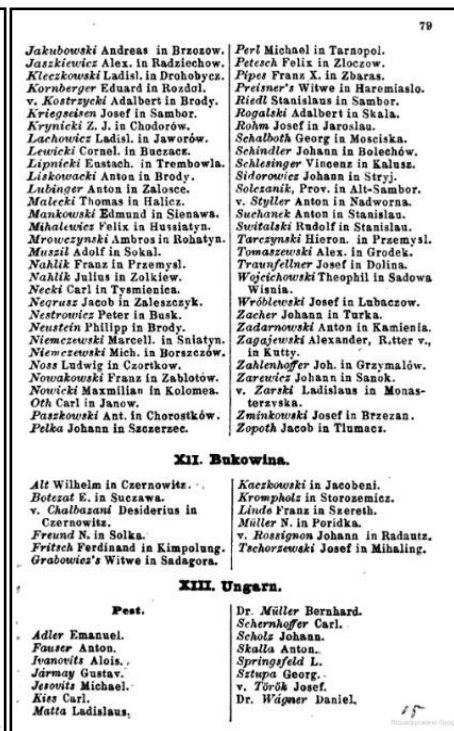 79
Jakubowski Andreas in Brzozow.
Jaszkiewicz Alex. in Radziechow.
Kleczkowski Ladisl. in Drohobycz.
Kornberger Eduard in Rozdol.
v. Kostrzycki Adalbert in Brody.
Kriegseisen Josef in Sambor.
Krynicki Z. J. in Chodorów.
Lachowicz Ladisl. in Jaworów.
Lewicki Cornel. in Buczacz.
Lipnicki Eustach. in Trembowla.
Liskowacki Anton in Brody.
Lubinger Anton in Zalosce.
Malecki Thomas in Halicz.
Mankowski Edmund in Sienawa.
Mihalewicz Felix in Hussiatyn.
Mrowczynski Ambros in Rohatyn.
Muszil Adolf in Sokal.
Nahlik Franz in Przemysl.
Nahlik Julius in Zolkiew.
Necki Carl in Tysmienica.
Negrusz Jacob in Zaleszczyk.
Nestrowicz Peter in Busk.
Neustein Philipp in Brody.
Niemczewski Marcell. in Sniatyn.
Niemczewski Mich. in Borszczów.
Noss Ludwig in Czortkow.
Nowakowski Franz in Zablotów.
Nowicki Maximilian in Kolomea.
Oth Carl in Janow.
Paszkowski Ant. in Chorostków.
Pelka Johann in Szczerzec.
Perl Michael in Tarnopol.
Petesch Felix in Zloczow.
Pipes Franz X. in Zbaras.
Preisner's Witwe in Haremiaslo.
Riedl Stanislaus in Sambor.
Rogalski Adalbert in Skala.
Rohm Josef in Jaroslau.
Schalboth Georg in Mosciska.
Schindler Johann in Bolechów.
Schlesinger Vincenz in Kalusz.
Sidorowicz Johann in Stryj.
Solczanik, Prov. in Alt-Sambor.
v. Styller Anton in Nadworna.
Suchanek Anton in Stanislau.
Switalski Rudolf in Stanislau.
Tarczynski Hieron. in Przemysl.
Tomaszewski Alex. in Grodek.
Traunfellner Josef in Dolina.
Wojcichowski Theophil in Sadowa
Wisnia.
Wróblewski Josef in Lubaczow.
Zacher Johann in Turka.
Zadarnowski Anton in Kamienia.
Zagajewski Alexander, R.tter v.,
in Kutty.
Zahlenhoffer Joh. in Grzymalów.
Zarewicz Johann in Sanok.
v. Zarski Ladislaus in Monas-
terzyska.
Zminkowski Josef in Brzezan.
Zopoth Jacob in Tlumacz.
XII. Bukowina.
Alt Wilhelm in Czernowitz.
Botezat E. in Suczawa.
v. Chalbazani Desiderius in
Czernowitz.
Freund N. in Solka.
Fritsch Ferdinand in Kimpolung.
Grabowicz's Witwe in Sadagora.
Kaczkowski in Jacobeni.
Krompholz in Storozemicz.
Linde Franz in Szereth.
Müller N. in Poridka.
v. Rossignon Johann in Radautz.
Tschorzewski Josef in Mihaling.
XIII. Ungarn.
Pest.
Adler Emanuel.
Fauser Anton.
Ivanovits Alois.
Jármay Gustav.
Jesovits Michael.
Kiss Carl.
Matta Ladislaus,
Dr. Müller Bernhard.
Schernhoffer Carl.
Scholz Johann.
Skalla Anton.
Springsfeld L.
Sztupa Georg.
v. Török Josef.
Dr. Wágner Daniel.
15